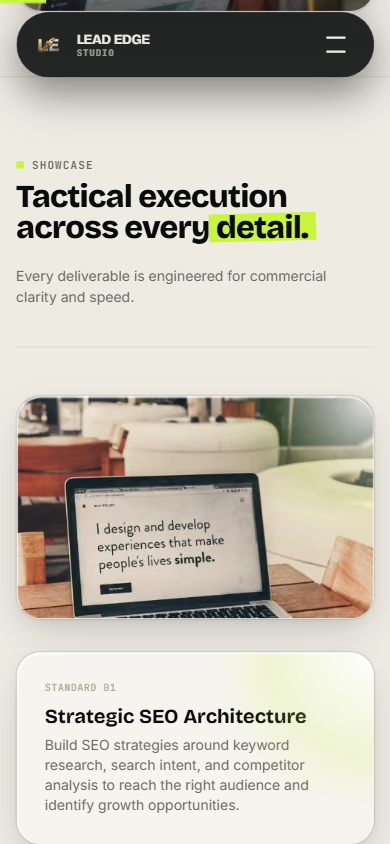 LE
LEAD EDGE
STUDIO
SHOWCASE
Tactical execution
across every detail.
Every deliverable is engineered for commercial
clarity and speed.
I design and develop
experiences that make
people's lives simple.
STANDARD 01
Strategic SEO Architecture
Build SEO strategies around keyword
research, search intent, and competitor
analysis to reach the right audience and
identify growth opportunities.